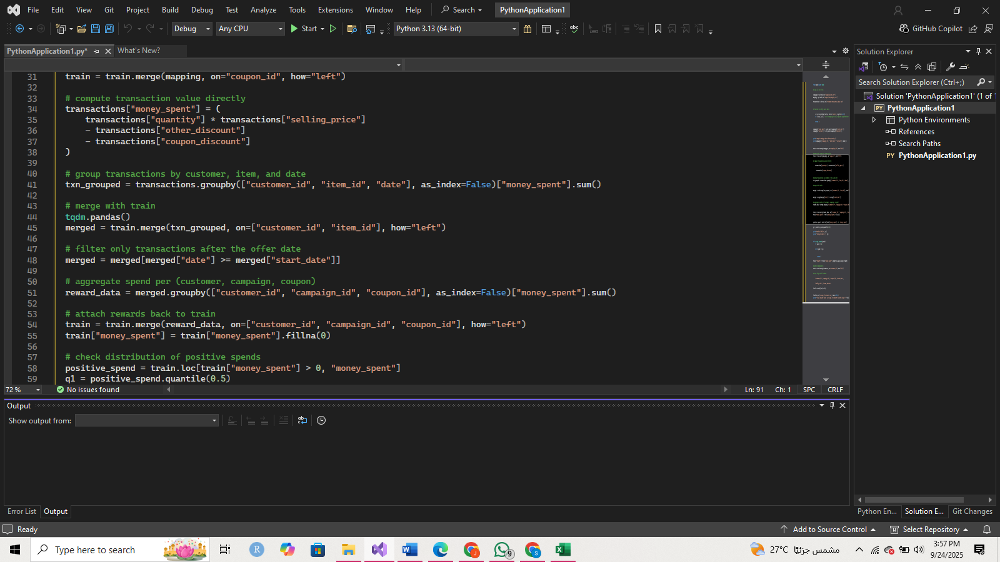 File Edit View Git Project Build Debug Test Analyze Tools Extensions Window Help Search PythonApplication1
Debug Any CPU Start Python 3.13 (64-bit) GitHub Copilot
PythonApplication1.py* What's New?
31 train = train.merge(mapping, on="coupon_id", how="left")
32
33 # compute transaction value directly
34 transactions["money_spent"] = (
35 transactions["quantity"] * transactions["selling_price"]
36 - transactions["other_discount"]
37 - transactions["coupon_discount"]
38 )
39
40 # group transactions by customer, item, and date
41 txn_grouped = transactions.groupby(["customer_id", "item_id", "date"], as_index=False)["money_spent"].sum()
42
43 # merge with train
44 tqdm.pandas()
45 merged = train.merge(txn_grouped, on=["customer_id", "item_id"], how="left")
46
47 # filter only transactions after the offer date
48 merged = merged[merged["date"] >= merged["start_date"]]
49
50 # aggregate spend per (customer, campaign, coupon)
51 reward_data = merged.groupby(["customer_id", "campaign_id", "coupon_id"], as_index=False)["money_spent"].sum()
52
53 # attach rewards back to train
54 train = train.merge(reward_data, on=["customer_id", "campaign_id", "coupon_id"], how="left")
55 train["money_spent"] = train["money_spent"].fillna(0)
56
57 # check distribution of positive spends
58 positive_spend = train.loc[train["money_spent"] > 0, "money_spent"]
59 q1 = positive_spend.quantile(0.5)
72 % No issues found Ln: 91 Ch: 1 SPC CRLF
Solution Explorer
Search Solution Explorer (Ctrl+;)
Solution 'PythonApplication1' (1 of 1
PY PythonApplication1
Python Environments
References
Search Paths
PY PythonApplication1.py
Output
Show output from:
Error List Output
Python En... Solution E... Git Changes
Ready Add to Source Control Select Repository
Type here to search
R
W
J
9
S
X
27°C مشمس جزئيًا
3:57 PM
9/24/2025